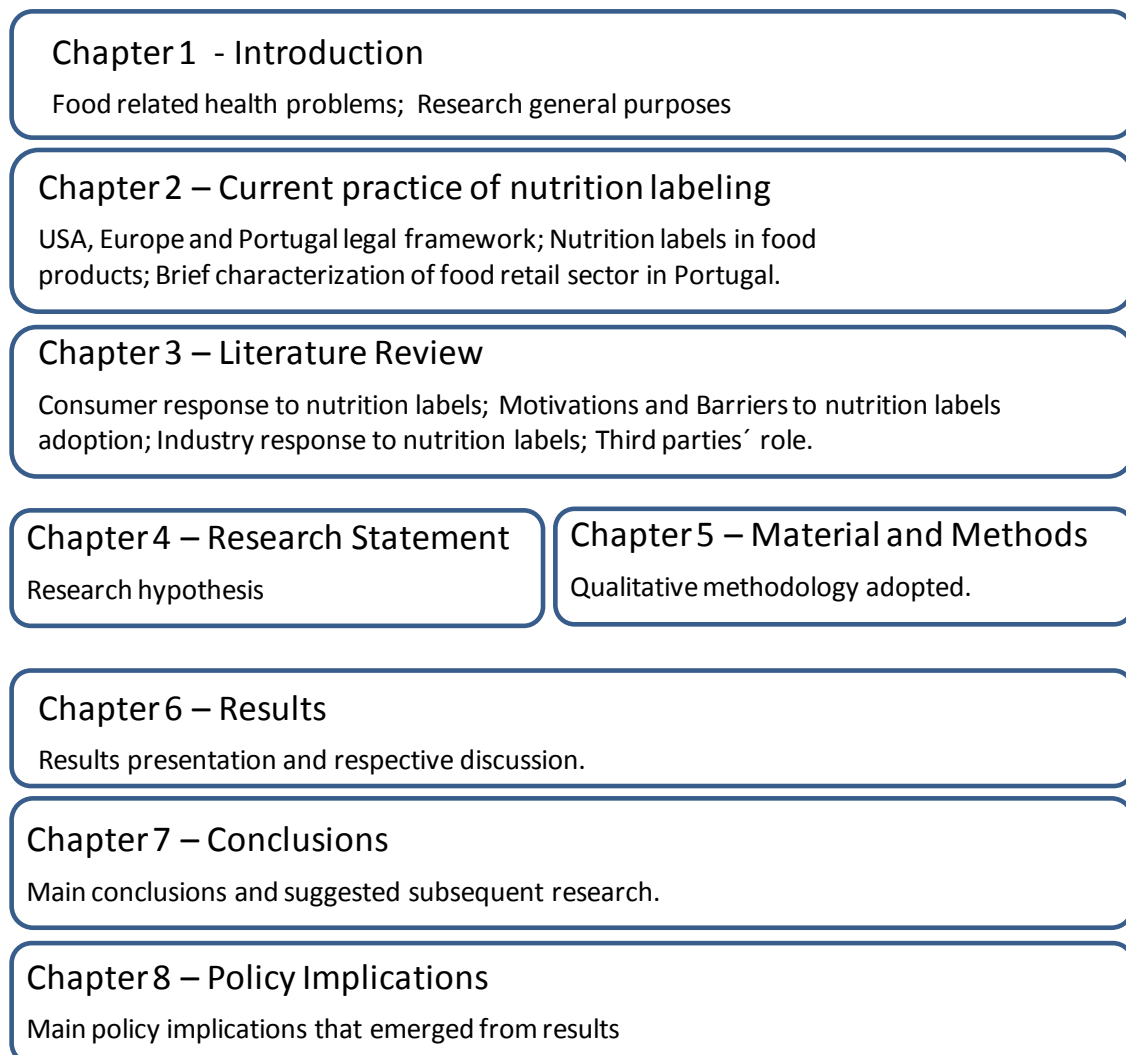 Chapter 1 - Introduction
Food related health problems; Research general purposes
Chapter 2 – Current practice of nutrition labeling
USA, Europe and Portugal legal framework; Nutrition labels in food
products; Brief characterization of food retail sector in Portugal.
Chapter 3 – Literature Review
Consumer response to nutrition labels; Motivations and Barriers to nutrition labels
adoption; Industry response to nutrition labels; Third parties´ role.
Chapter 4 – Research Statement
Research hypothesis
Chapter 5 – Material and Methods
Qualitative methodology adopted.
Chapter 6 – Results
Results presentation and respective discussion.
Chapter 7 – Conclusions
Main conclusions and suggested subsequent research.
Chapter 8 – Policy Implications
Main policy implications that emerged from results